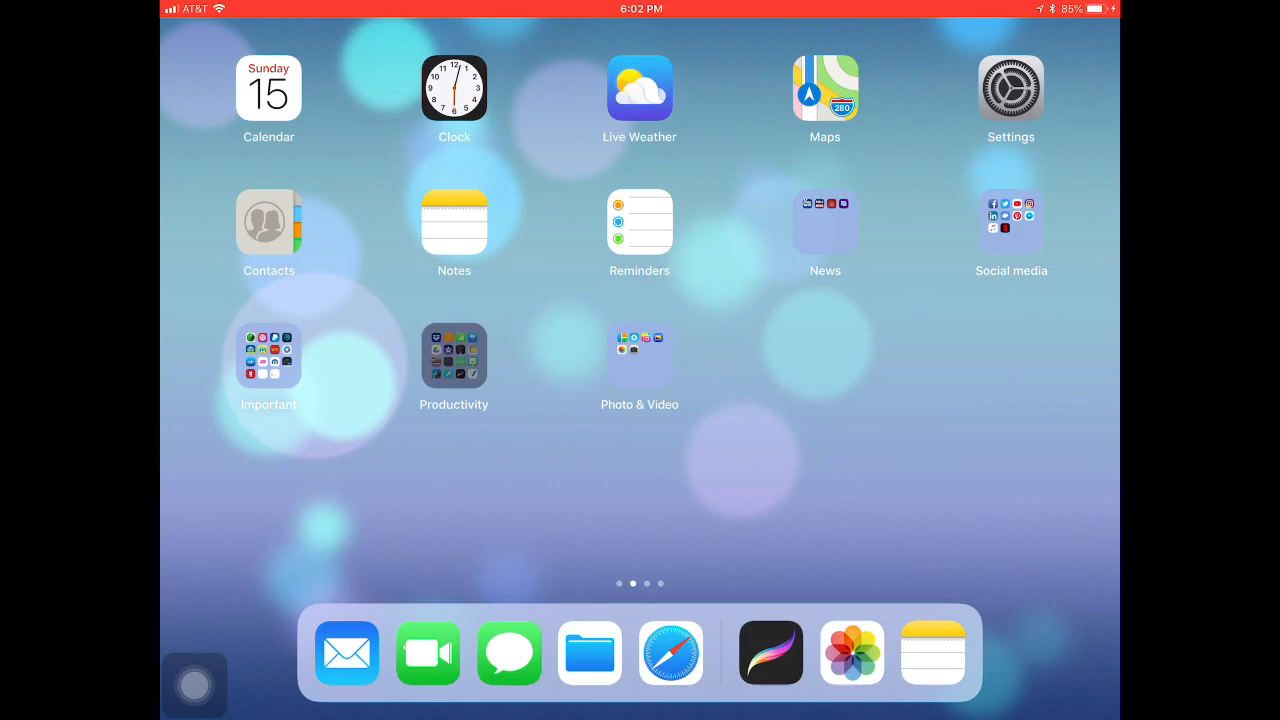 AT&T 6:02 PM 85%
Sunday
15
Calendar Clock Live Weather Maps Settings
280
Contacts Notes Reminders News Social media
Important Productivity Photo & Video